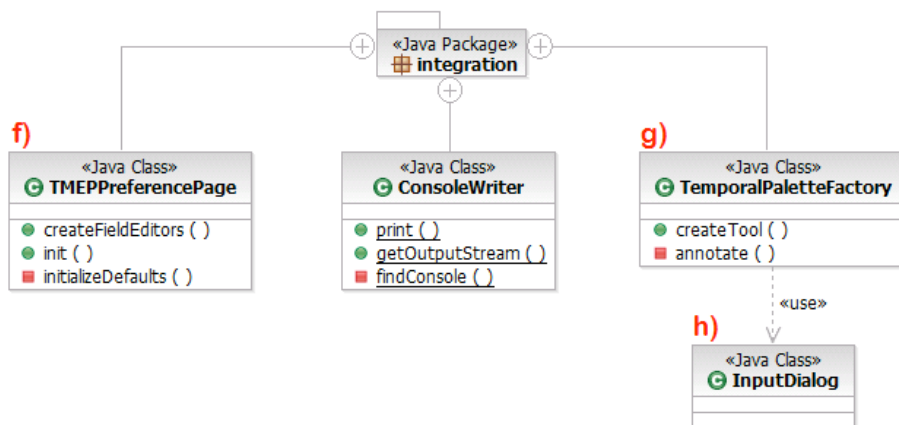 «Java Package»
integration
f)
«Java Class»
TMEPPreferencePage
createFieldEditors ( )
init ( )
initializeDefaults ( )
«Java Class»
ConsoleWriter
print ( )
getOutputStream ( )
findConsole ( )
g)
«Java Class»
TemporalPaletteFactory
createTool ( )
annotate ( )
«use»
h)
«Java Class»
InputDialog